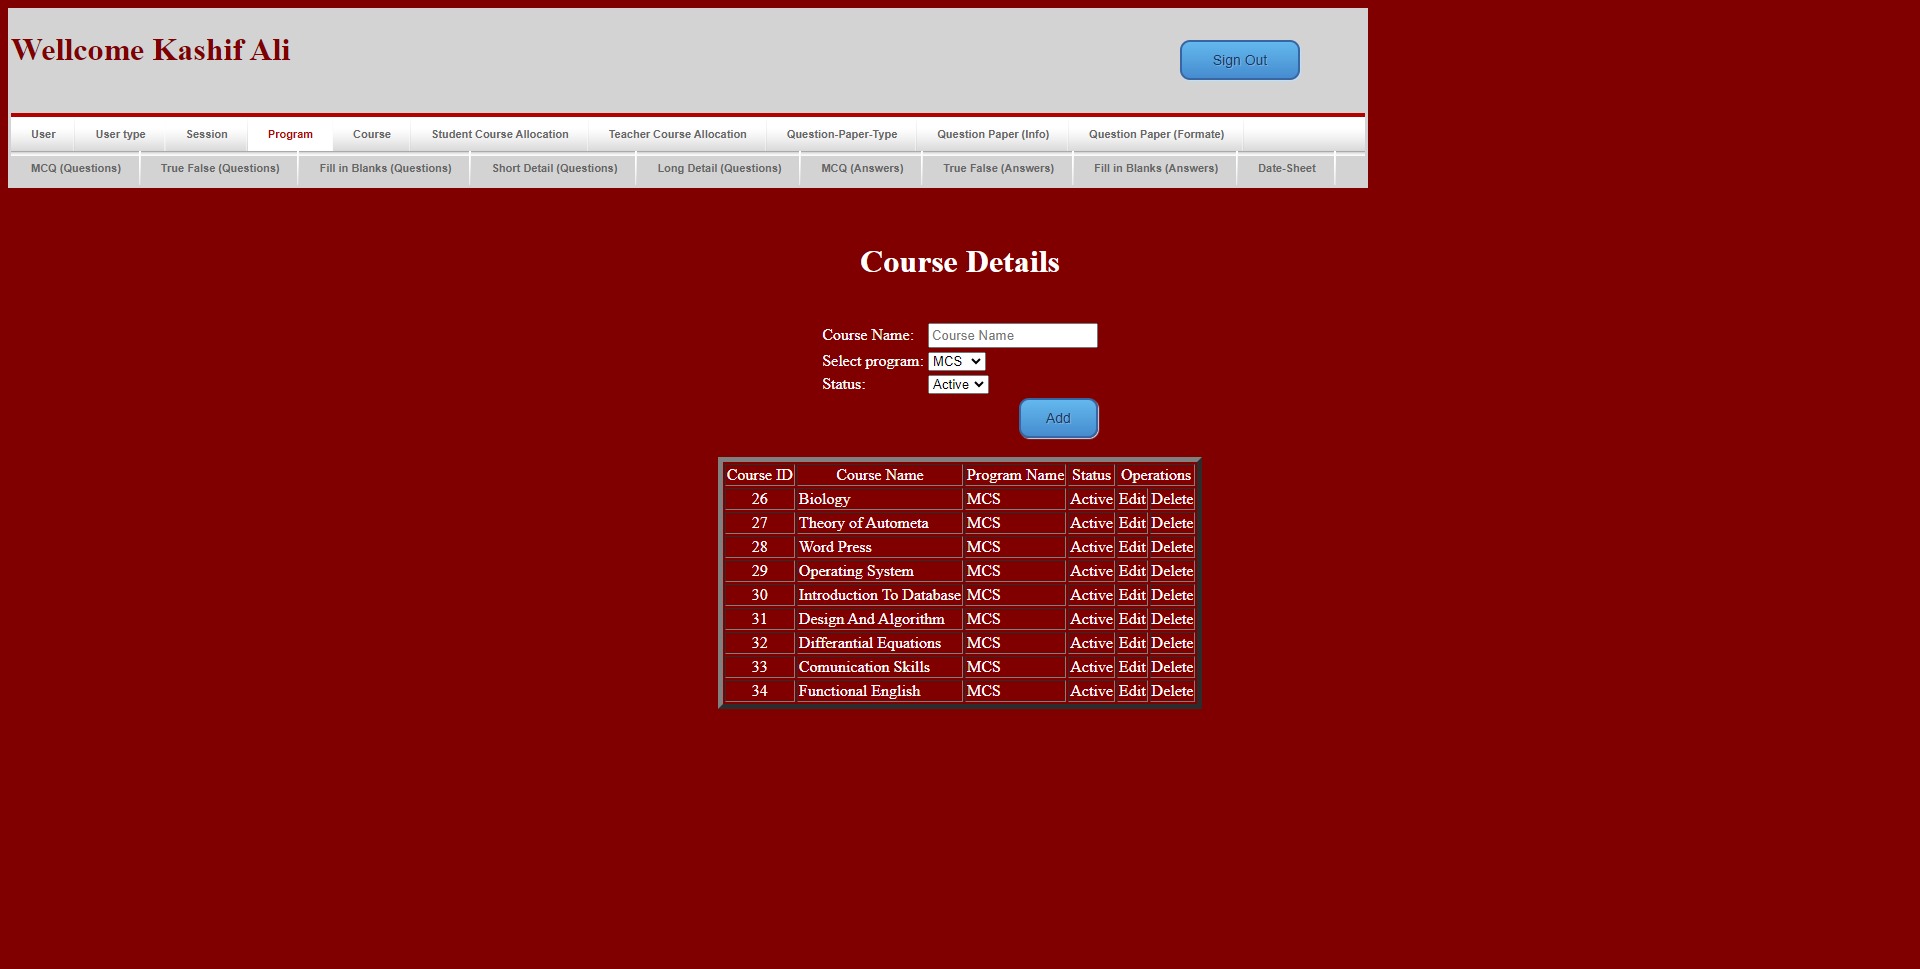 Wellcome Kashif Ali
Sign Out
User User type Session Program Course Student Course Allocation Teacher Course Allocation Question-Paper-Type Question Paper (Info) Question Paper (Formate)
MCQ (Questions) True False (Questions) Fill in Blanks (Questions) Short Detail (Questions) Long Detail (Questions) MCQ (Answers) True False (Answers) Fill in Blanks (Answers) Date-Sheet
Course Details
Course Name: Course Name
Select program: MCS
Status: Active
Add
Course ID Course Name Program Name Status Operations
26 Biology MCS Active Edit Delete
27 Theory of Autometa MCS Active Edit Delete
28 Word Press MCS Active Edit Delete
29 Operating System MCS Active Edit Delete
30 Introduction To Database MCS Active Edit Delete
31 Design And Algorithm MCS Active Edit Delete
32 Differantial Equations MCS Active Edit Delete
33 Comunication Skills MCS Active Edit Delete
34 Functional English MCS Active Edit Delete